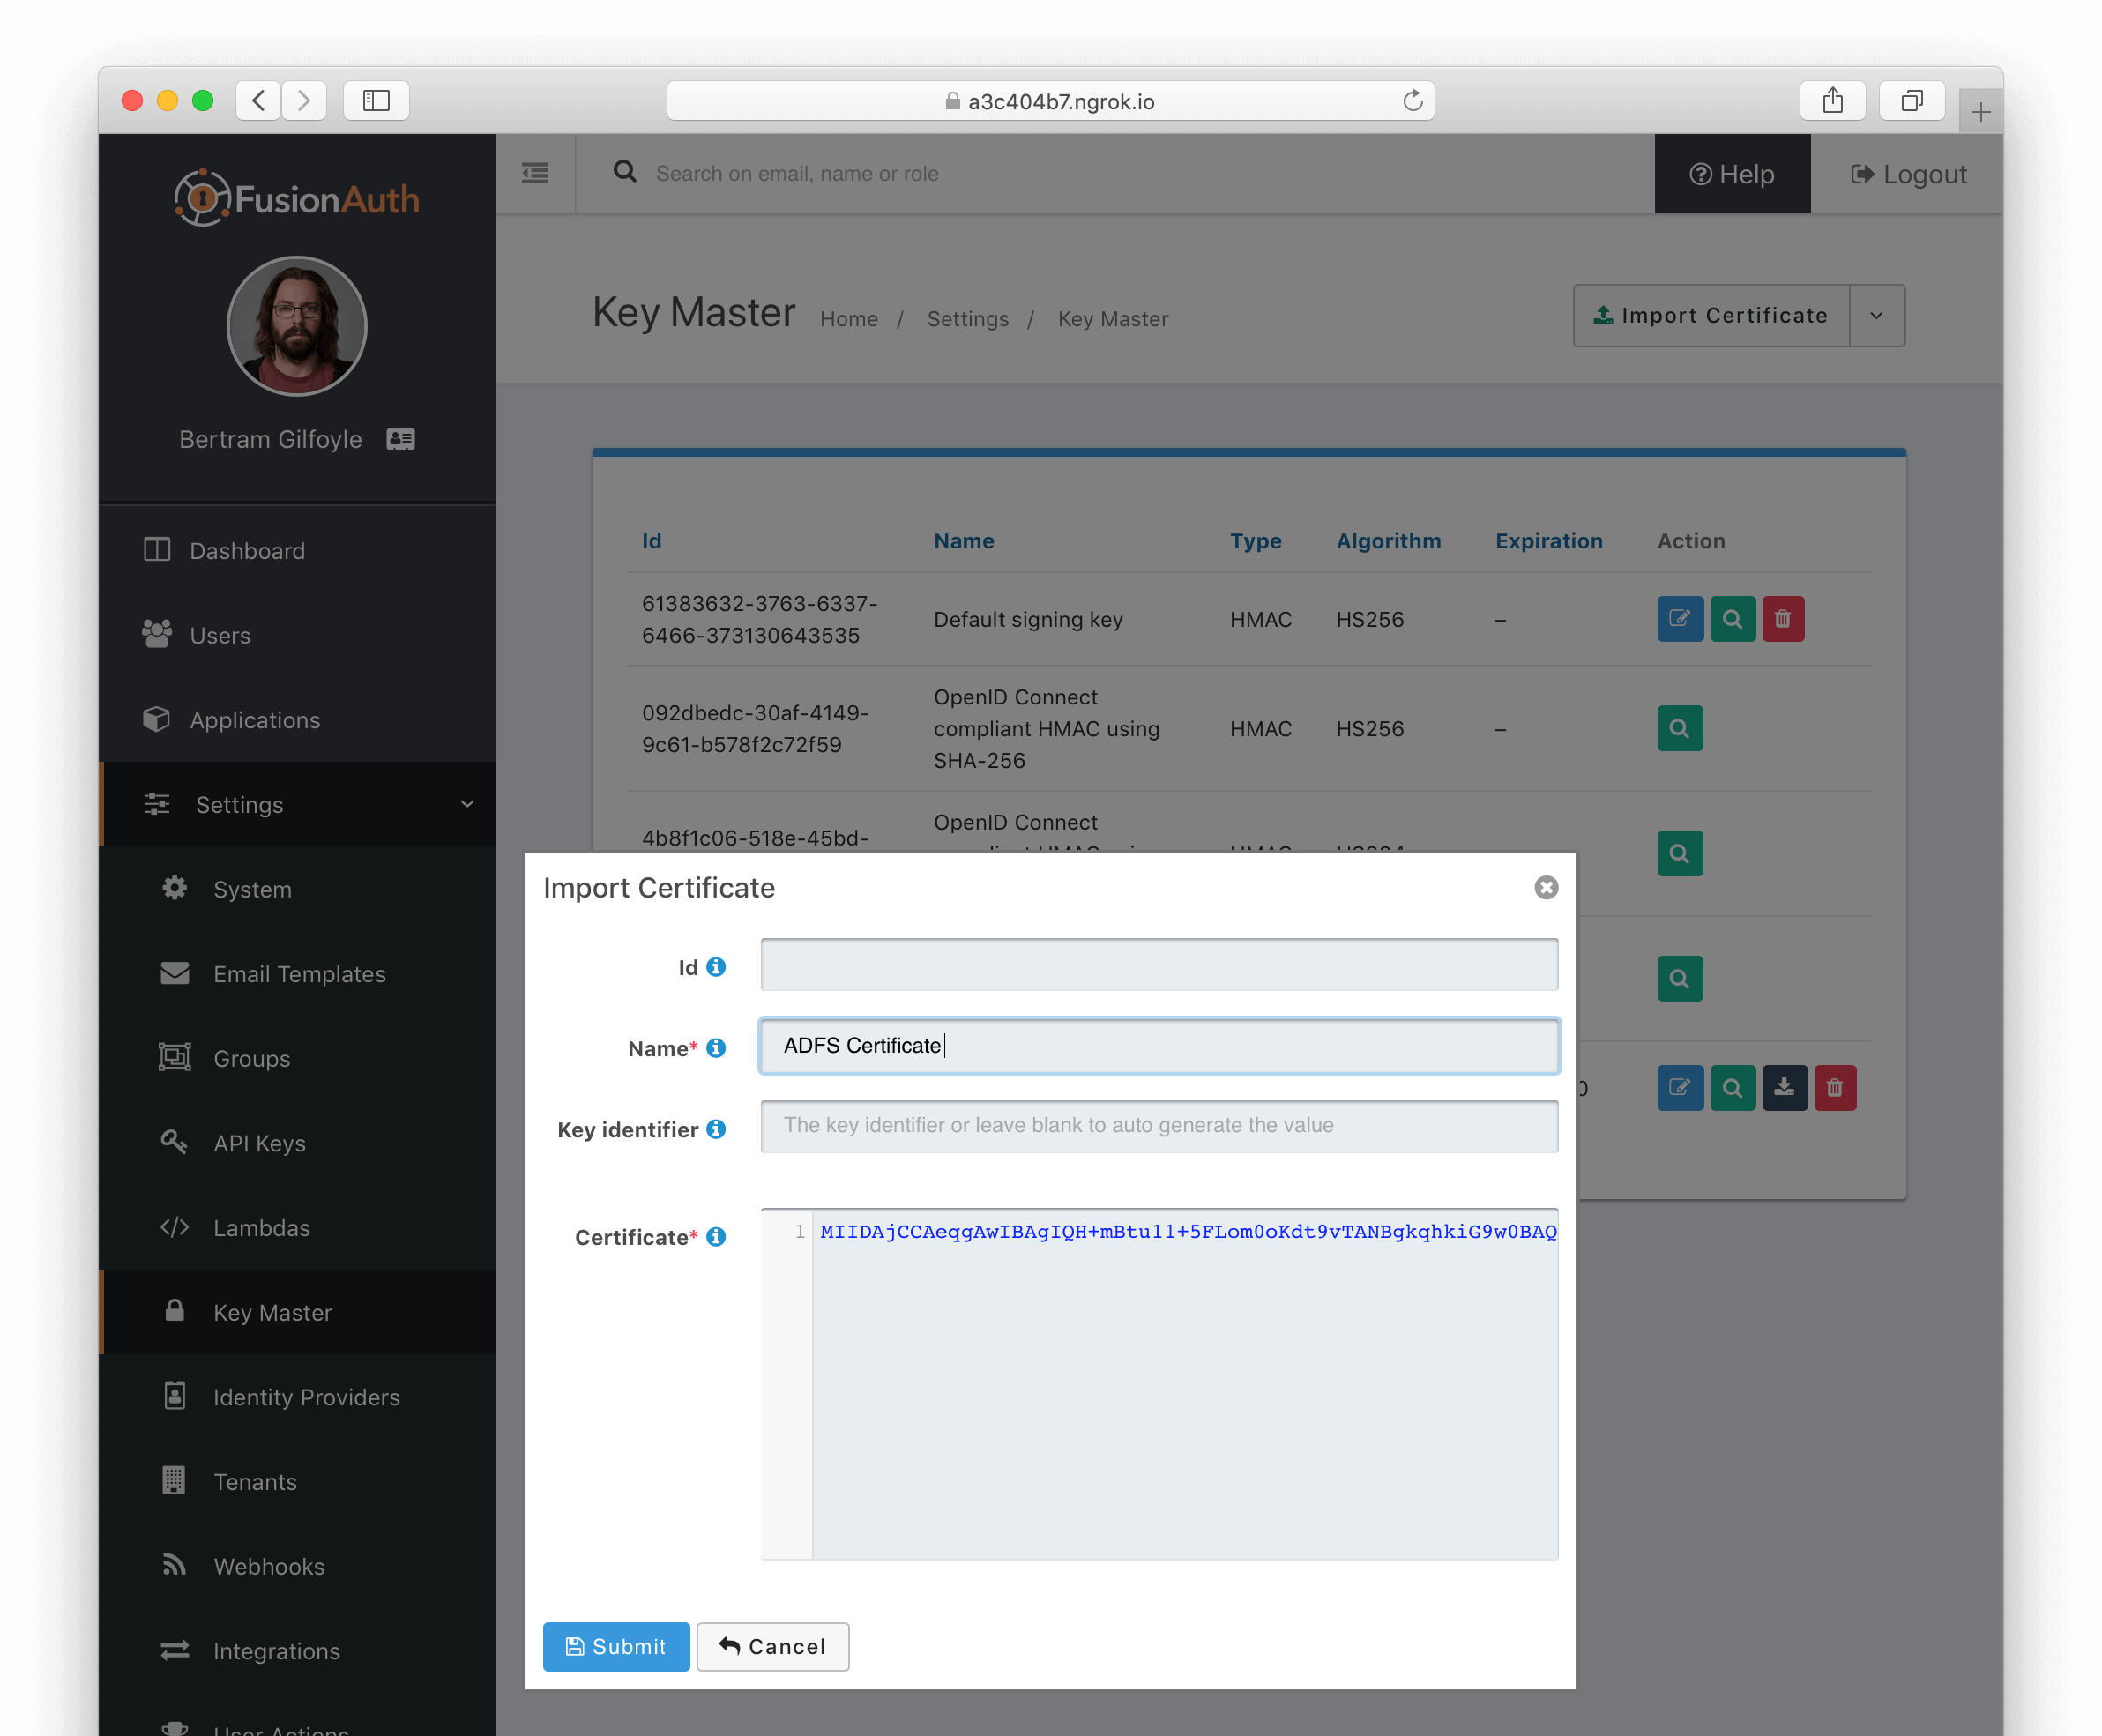 a3c404b7.ngrok.io
FusionAuth
Search on email, name or role
Help
Logout
Bertram Gilfoyle
Key Master
Home / Settings / Key Master
Import Certificate
Dashboard
Users
Applications
Settings
System
Email Templates
Groups
API Keys
Lambdas
Key Master
Identity Providers
Tenants
Webhooks
Integrations
User Actions
Id Name Type Algorithm Expiration Action
61383632-3763-6337-
6466-373130643535
Default signing key
HMAC HS256 –
092dbedc-30af-4149-
9c61-b578f2c72f59
OpenID Connect
compliant HMAC using
SHA-256
HMAC HS256 –
4b8f1c06-518e-45bd-
OpenID Connect
Import Certificate
Id
Name*
ADFS Certificate
Key identifier
The key identifier or leave blank to auto generate the value
Certificate*
1 MIIDAjCCAeqgAwIBAgIQH+mBtu11+5FLom0oKdt9vTANBgkqhkiG9w0BAQ
Submit
Cancel